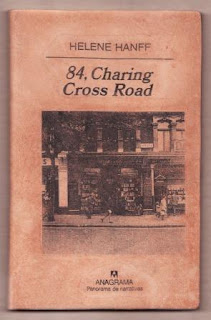 HELENE HANFF
84, Charing
Cross Road
ANAGRAMA
Panorama de narrativas